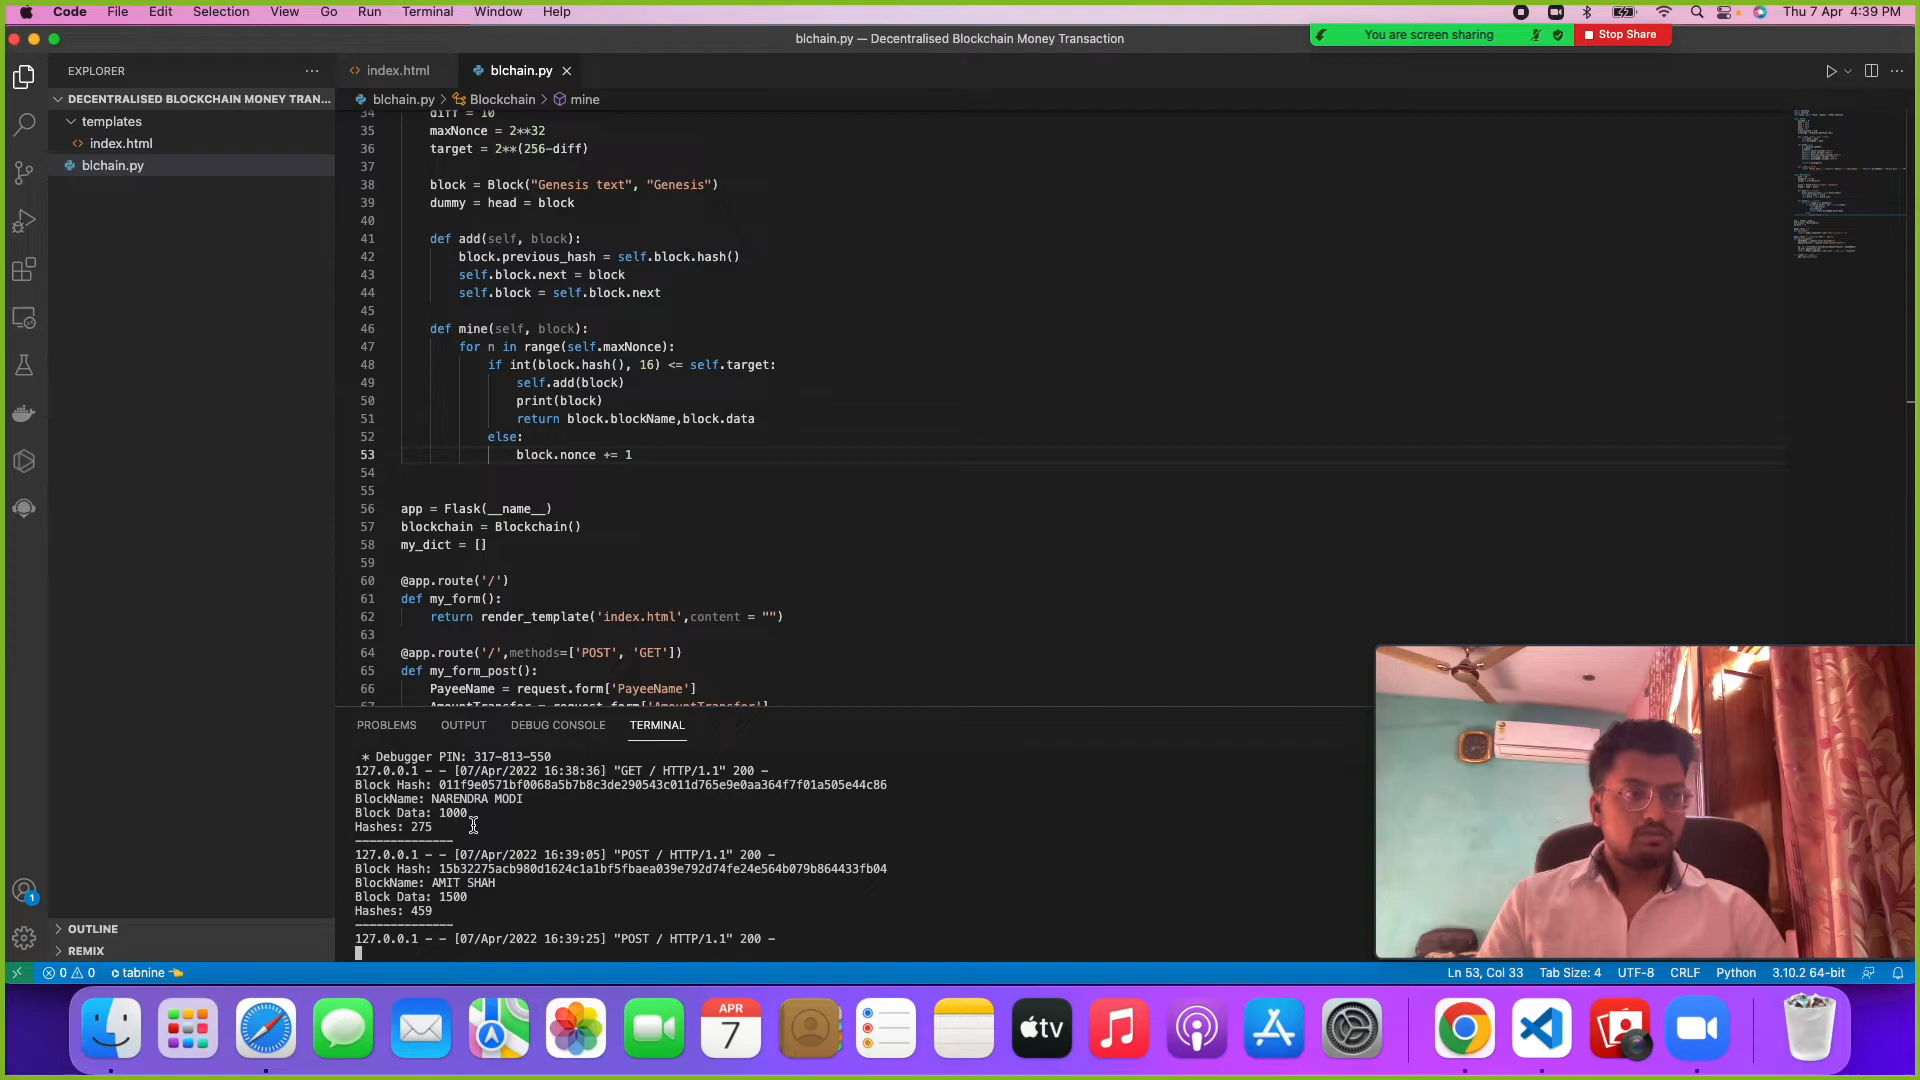 Code File Edit Selection View Go Run Terminal Window Help
Thu 7 Apr 4:39 PM
blchain.py — Decentralised Blockchain Money Transaction
You are screen sharing
Stop Share
EXPLORER
DECENTRALISED BLOCKCHAIN MONEY TRAN...
templates
index.html
blchain.py
OUTLINE
REMIX
index.html
blchain.py
blchain.py > Blockchain > mine
34 diff = 10
35 maxNonce = 2**32
36 target = 2**(256-diff)
37
38 block = Block("Genesis text", "Genesis")
39 dummy = head = block
40
41 def add(self, block):
42 block.previous_hash = self.block.hash()
43 self.block.next = block
44 self.block = self.block.next
45
46 def mine(self, block):
47 for n in range(self.maxNonce):
48 if int(block.hash(), 16) <= self.target:
49 self.add(block)
50 print(block)
51 return block.blockName,block.data
52 else:
53 block.nonce += 1
54
55
56 app = Flask(__name__)
57 blockchain = Blockchain()
58 my_dict = []
59
60 @app.route('/')
61 def my_form():
62 return render_template('index.html',content = "")
63
64 @app.route('/',methods=['POST', 'GET'])
65 def my_form_post():
66 PayeeName = request.form['PayeeName']
67 AmountTransfer = request.form['AmountTransfer']
PROBLEMS OUTPUT DEBUG CONSOLE TERMINAL
* Debugger PIN: 317-813-550
127.0.0.1 - - [07/Apr/2022 16:38:36] "GET / HTTP/1.1" 200 -
Block Hash: 011f9e0571bf0068a5b7b8c3de290543c011d765e9e0aa364f7f01a505e44c86
BlockName: NARENDRA MODI
Block Data: 1000
Hashes: 275
--------------
127.0.0.1 - - [07/Apr/2022 16:39:05] "POST / HTTP/1.1" 200 -
Block Hash: 15b32275acb980d1624c1a1bf5fbaea039e792d74fe24e564b079b864433fb04
BlockName: AMIT SHAH
Block Data: 1500
Hashes: 459
--------------
127.0.0.1 - - [07/Apr/2022 16:39:25] "POST / HTTP/1.1" 200 -
1
0 0 tabnine
Ln 53, Col 33 Tab Size: 4 UTF-8 CRLF Python 3.10.2 64-bit
APR
7
tv